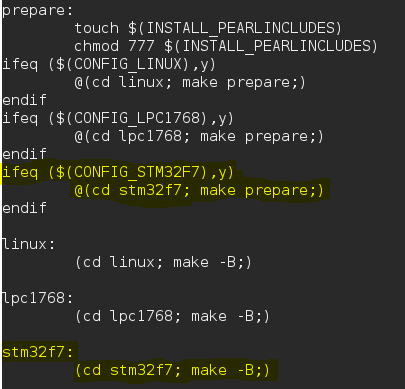 prepare:
        touch $(INSTALL_PEARLINCLUDES)
        chmod 777 $(INSTALL_PEARLINCLUDES)
ifeq ($(CONFIG_LINUX),y)
        @(cd linux; make prepare;)
endif
ifeq ($(CONFIG_LPC1768),y)
        @(cd lpc1768; make prepare;)
endif
ifeq ($(CONFIG_STM32F7),y)
        @(cd stm32f7; make prepare;)
endif

linux:
        (cd linux; make -B;)

lpc1768:
        (cd lpc1768; make -B;)

stm32f7:
        (cd stm32f7; make -B;)